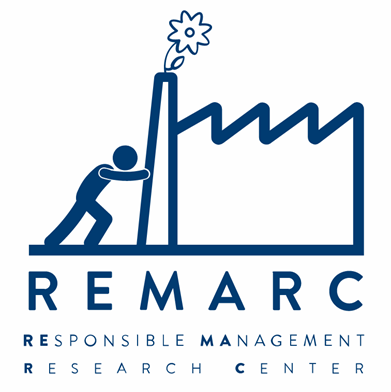 REMARC
RESPONSIBLE MANAGEMENT
RESEARCH CENTER